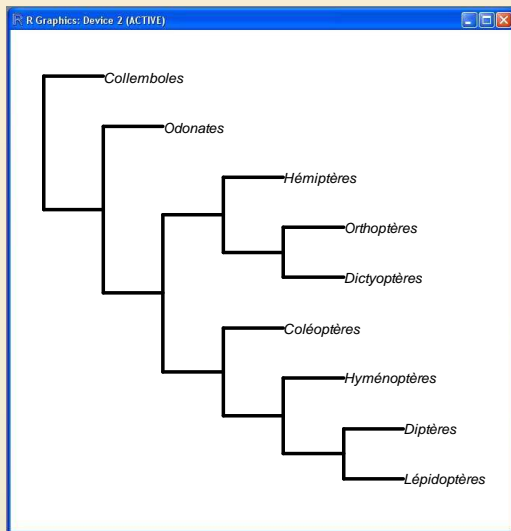 R Graphics: Device 2 (ACTIVE)
Collemboles
Odonates
Hémiptères
Orthoptères
Dictyoptères
Coléoptères
Hyménoptères
Diptères
Lépidoptères